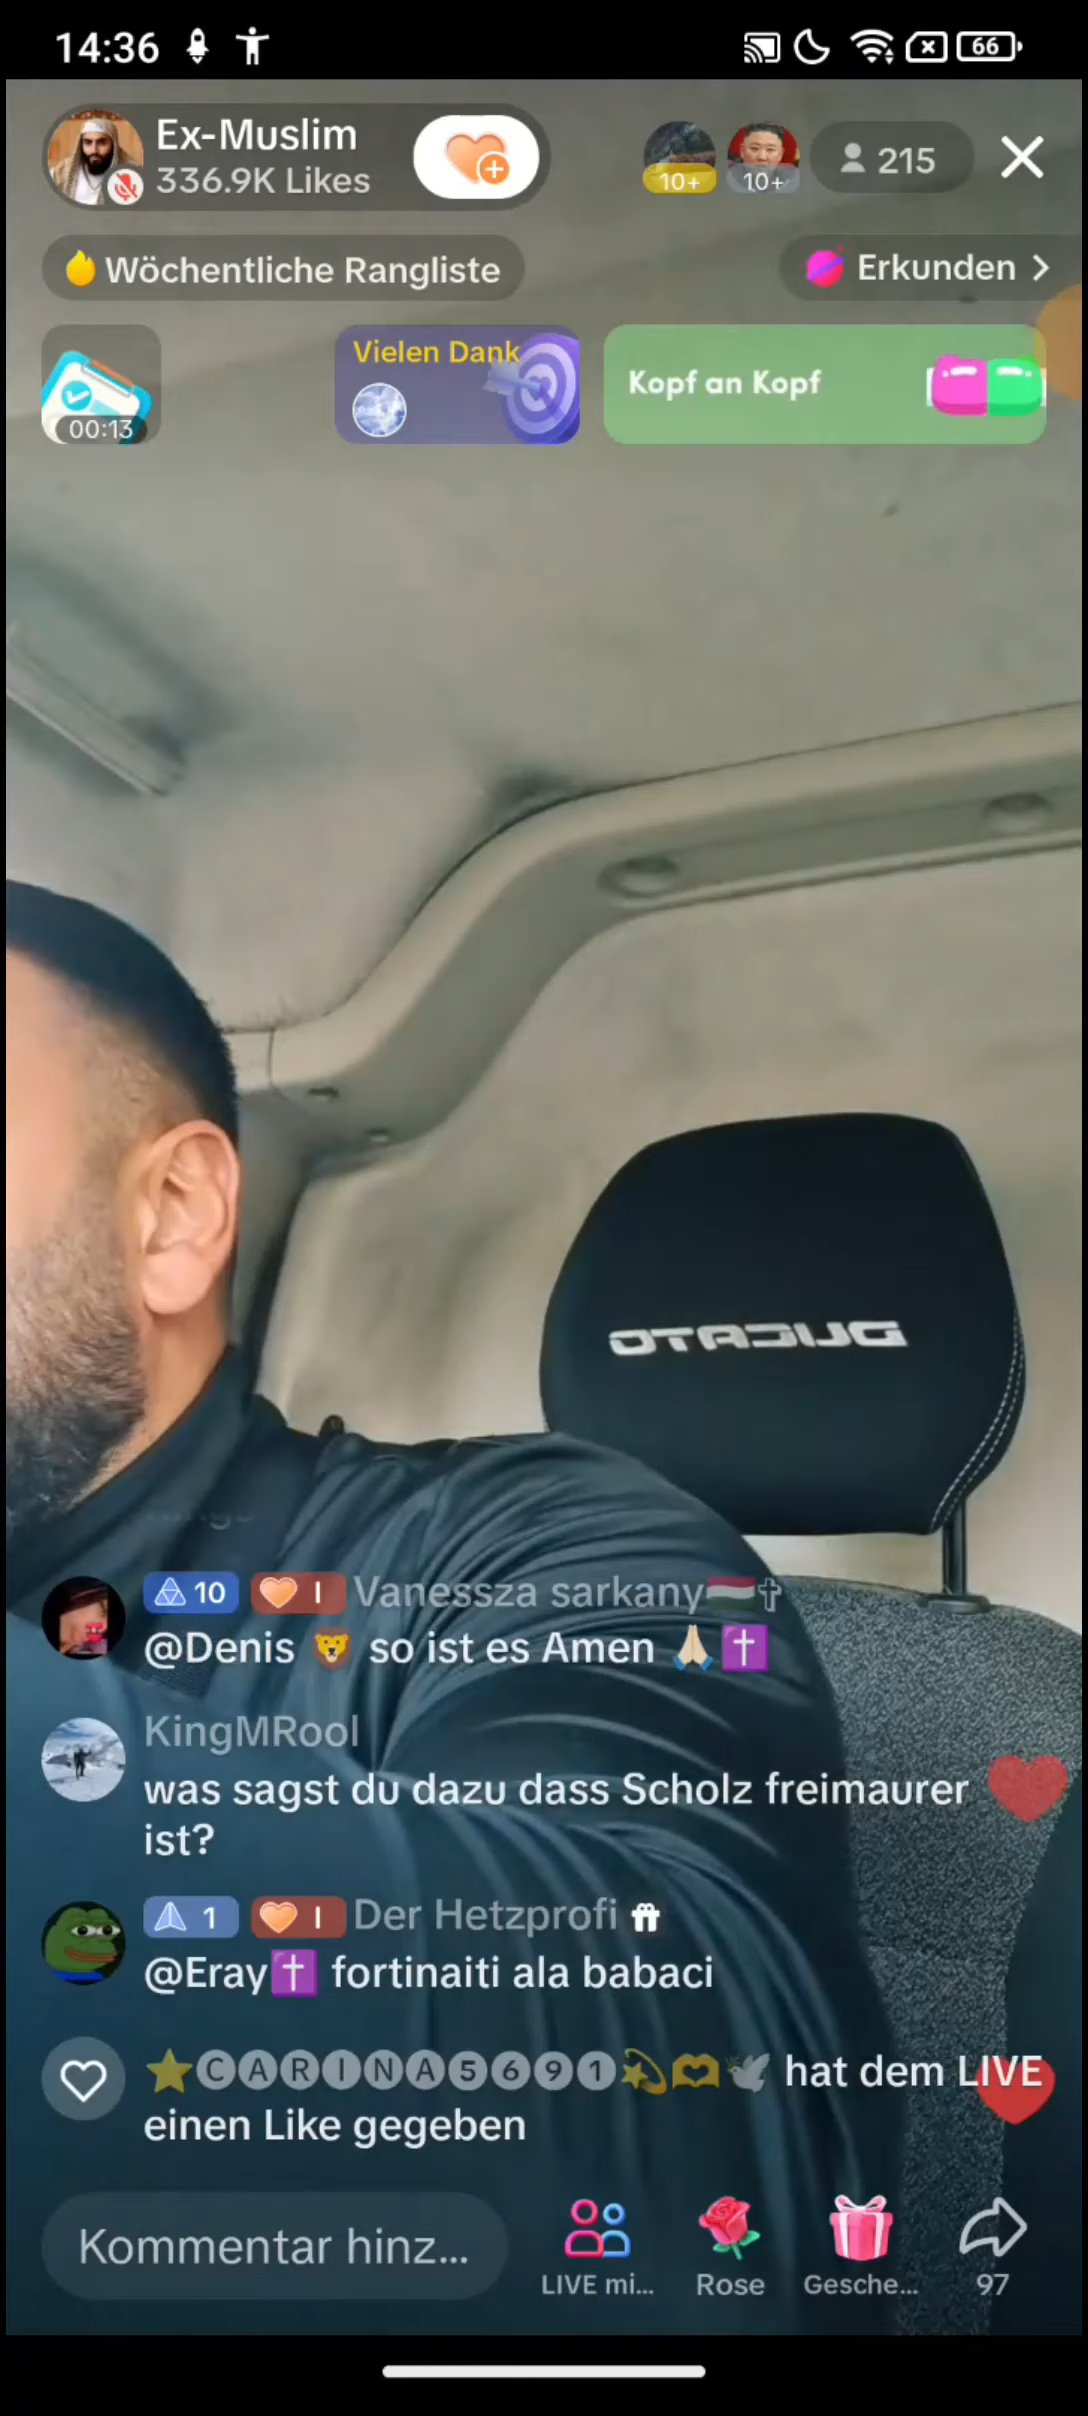 14:36
66
Ex-Muslim
336.9K Likes
10+
10+
215
Wöchentliche Rangliste
Erkunden >
00:13
Vielen Dank
Kopf an Kopf
DUCATO
10 I Vanessza sarkany🇭🇺✝
@Denis 🦁 so ist es Amen 🙏🏼✝️
KingMRool
was sagst du dazu dass Scholz freimaurer
ist?
1 I Der Hetzprofi
@Eray✝️ fortinaiti ala babaci
⭐🅒🅐🅡🅘🅝🅐➎➏➒➊💫🫶🕊 hat dem LIVE
einen Like gegeben
Kommentar hinz...
LIVE mi...
Rose
Gesche...
97